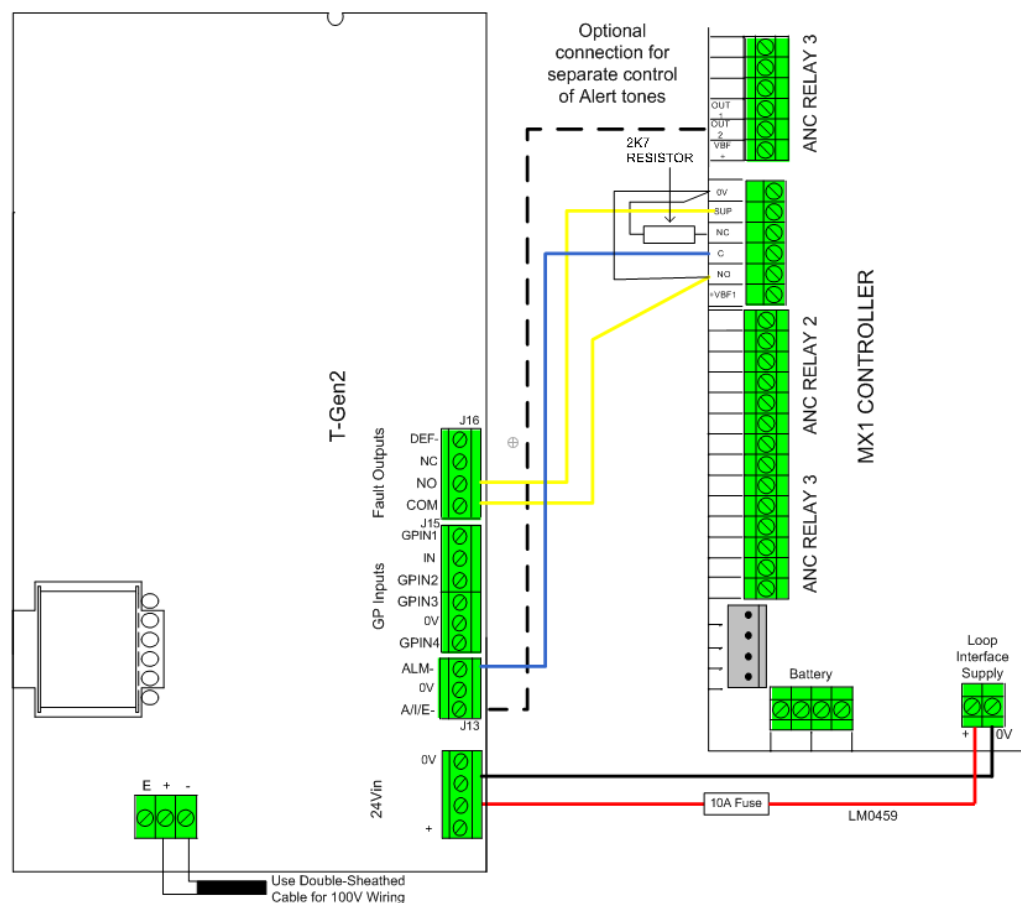 Optional
connection for
separate control
of Alert tones
2K7
RESISTOR
OUT
1
OUT
2
VBF
+
ANC RELAY 3
0V
SUP
NC
C
NO
+VBF1
ANC RELAY 2
ANC RELAY 3
MX1 CONTROLLER
T-Gen2
J16
Fault Outputs
DEF-
NC
NO
COM
J15
GP Inputs
GPIN1
IN
GPIN2
GPIN3
0V
GPIN4
ALM-
0V
A/I/E-
J13
24Vin
0V
+
Battery
Loop
Interface
Supply
+
0V
10A Fuse
LM0459
E + -
Use Double-Sheathed
Cable for 100V Wiring